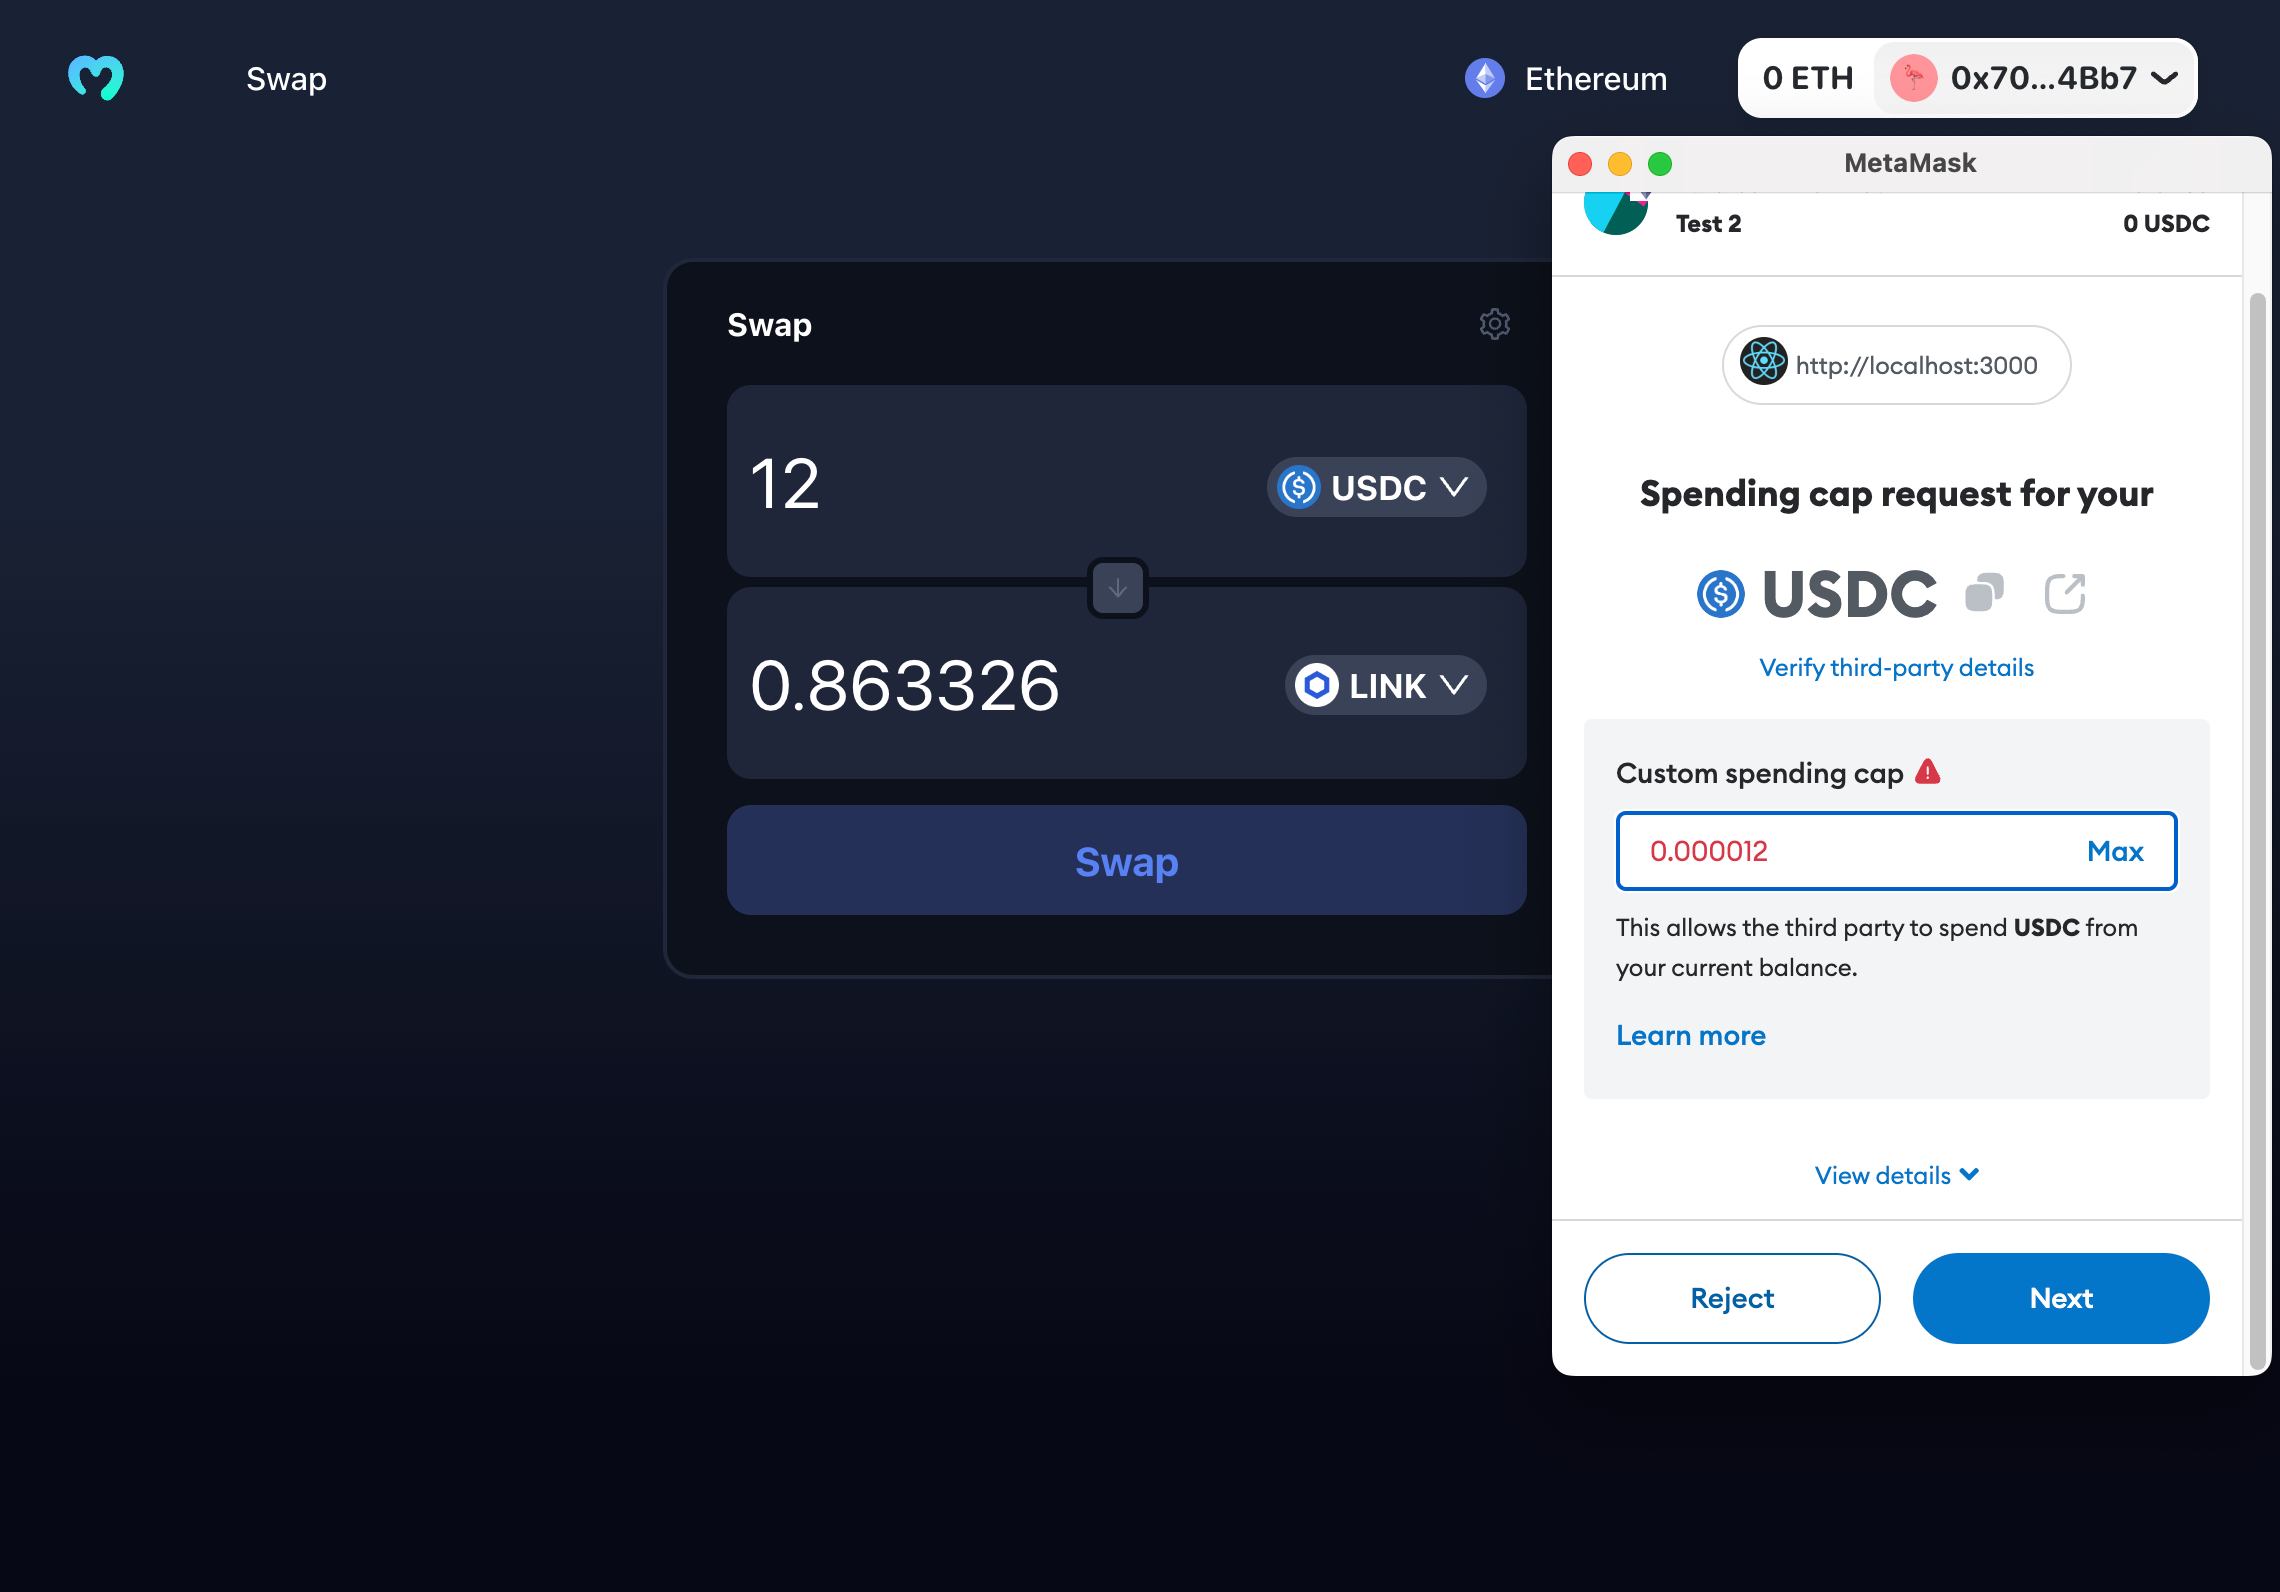 Swap
Ethereum
0 ETH
0x70...4Bb7
MetaMask
Test 2
0 USDC
Swap
12
USDC
0.863326
LINK
Swap
http://localhost:3000
Spending cap request for your
USDC
Verify third-party details
Custom spending cap
0.000012
Max
This allows the third party to spend USDC from
your current balance.
Learn more
View details
Reject
Next